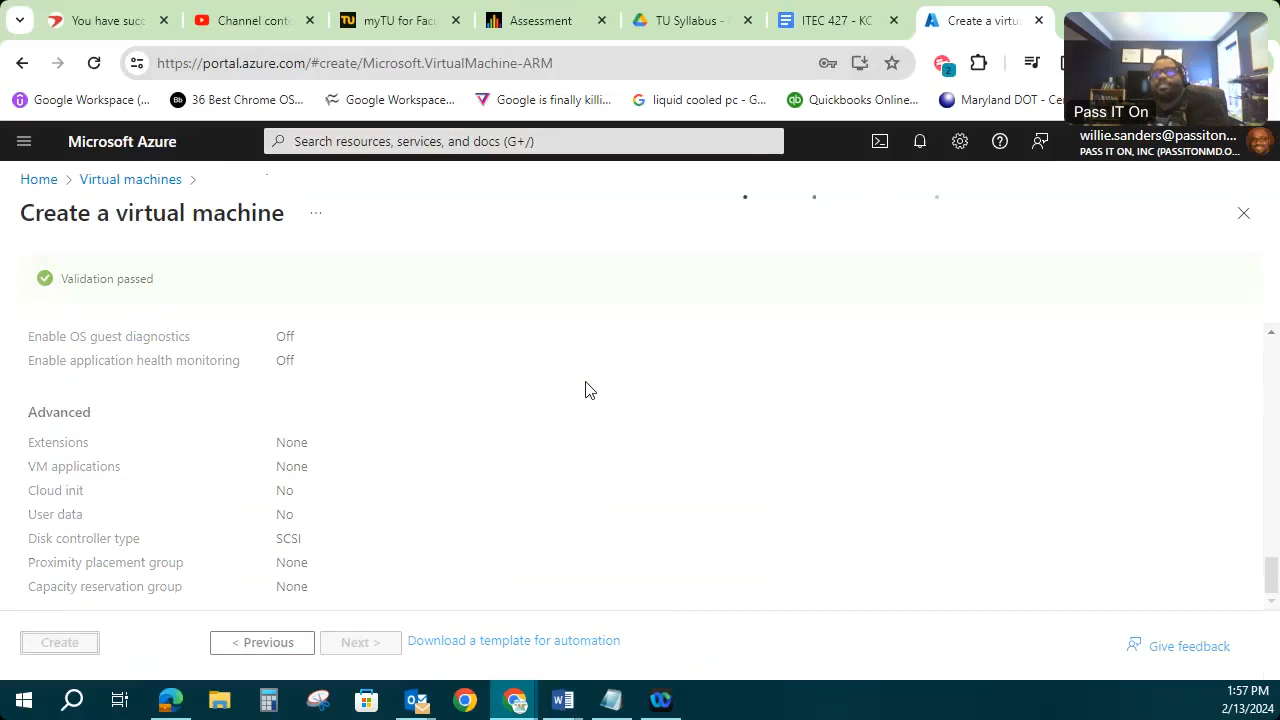 You have succ
Channel conte
myTU for Facu
Assessment
TU Syllabus -
ITEC 427 - KC
Create a virtu
https://portal.azure.com/#create/Microsoft.VirtualMachine-ARM
2
Google Workspace (...
Bb
36 Best Chrome OS...
Google Workspace...
Google is finally killi...
liquid cooled pc - G...
qb
Quickbooks Online...
Maryland DOT - Ce
Pass IT On
Microsoft Azure
Search resources, services, and docs (G+/)
willie.sanders@passiton...
PASS IT ON, INC (PASSITONMD.O...
Home > Virtual machines >
Create a virtual machine ...
Validation passed
Enable OS guest diagnostics Off
Enable application health monitoring Off
Advanced
Extensions None
VM applications None
Cloud init No
User data No
Disk controller type SCSI
Proximity placement group None
Capacity reservation group None
Create
< Previous
Next >
Download a template for automation
Give feedback
1:57 PM
2/13/2024